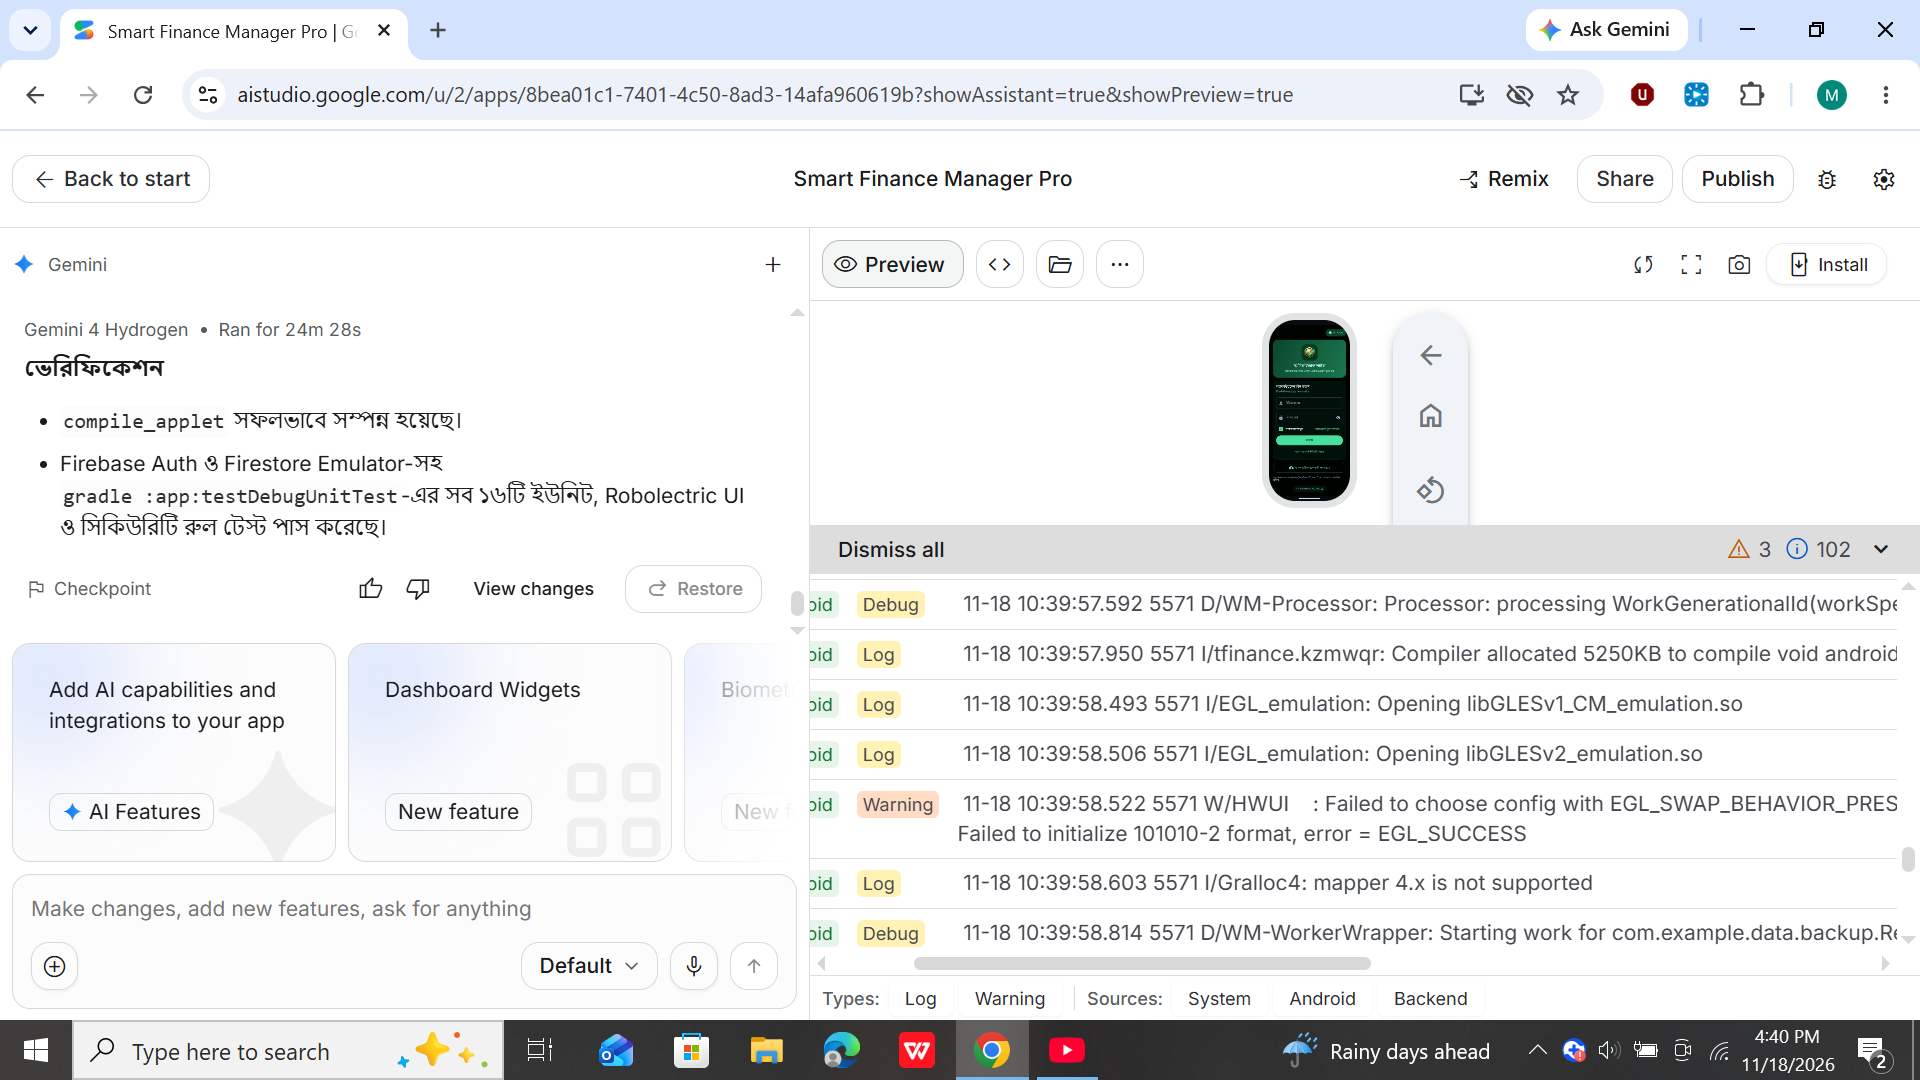 Smart Finance Manager Pro | Go
Ask Gemini
aistudio.google.com/u/2/apps/8bea01c1-7401-4c50-8ad3-14afa960619b?showAssistant=true&showPreview=true
M
Back to start
Smart Finance Manager Pro
Remix
Share
Publish
Gemini
Preview
Install
Gemini 4 Hydrogen • Ran for 24m 28s
ভেরিফিকেশন
compile_applet সফলভাবে সম্পন্ন হয়েছে।
Firebase Auth ও Firestore Emulator-সহ
gradle :app:testDebugUnitTest-এর সব ১৬টি ইউনিট, Robolectric UI
ও সিকিউরিটি রুল টেস্ট পাস করেছে।
Checkpoint
View changes
Restore
Add AI capabilities and
integrations to your app
AI Features
Dashboard Widgets
New feature
Biomet
New f
Make changes, add new features, ask for anything
Default
Dismiss all
3
102
oid Debug 11-18 10:39:57.592 5571 D/WM-Processor: Processor: processing WorkGenerationalId(workSpe
oid Log 11-18 10:39:57.950 5571 I/tfinance.kzmwqr: Compiler allocated 5250KB to compile void android
oid Log 11-18 10:39:58.493 5571 I/EGL_emulation: Opening libGLESv1_CM_emulation.so
oid Log 11-18 10:39:58.506 5571 I/EGL_emulation: Opening libGLESv2_emulation.so
oid Warning 11-18 10:39:58.522 5571 W/HWUI : Failed to choose config with EGL_SWAP_BEHAVIOR_PRES
Failed to initialize 101010-2 format, error = EGL_SUCCESS
oid Log 11-18 10:39:58.603 5571 I/Gralloc4: mapper 4.x is not supported
oid Debug 11-18 10:39:58.814 5571 D/WM-WorkerWrapper: Starting work for com.example.data.backup.Re
Types: Log Warning Sources: System Android Backend
Type here to search
Rainy days ahead
4:40 PM
11/18/2026
2